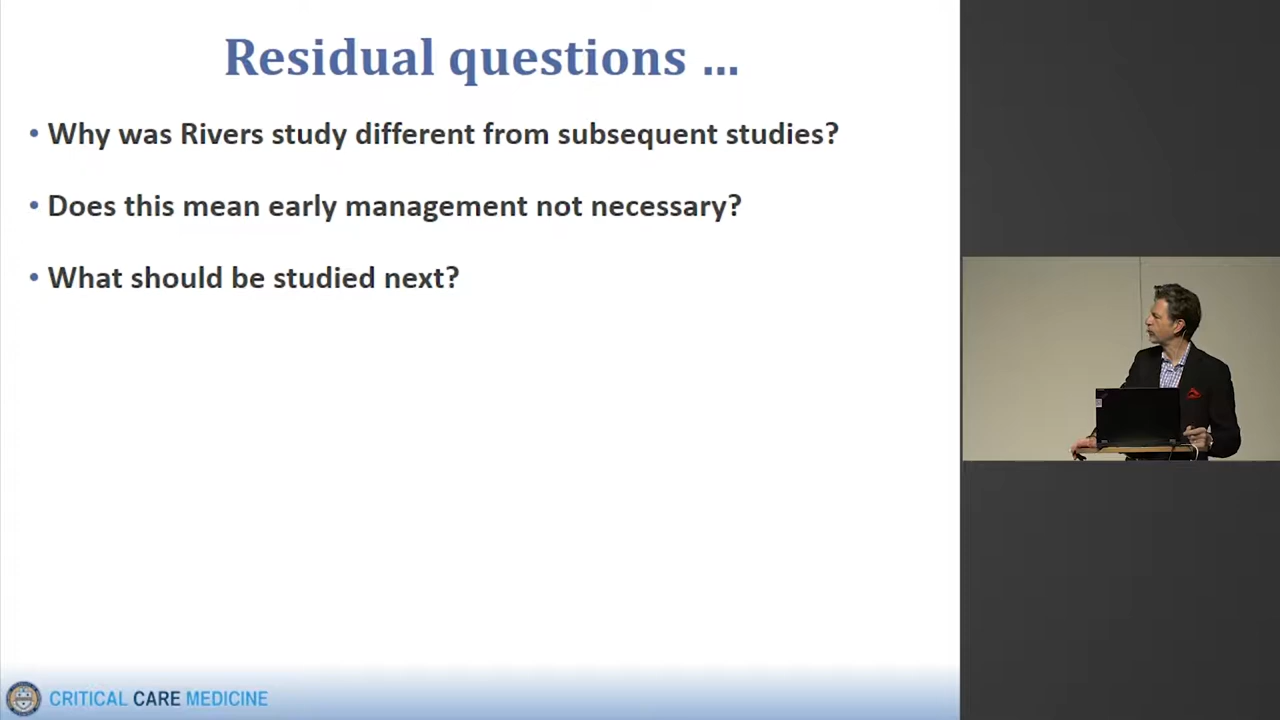 Residual questions ...
• Why was Rivers study different from subsequent studies?
• Does this mean early management not necessary?
• What should be studied next?
CRITICAL CARE MEDICINE